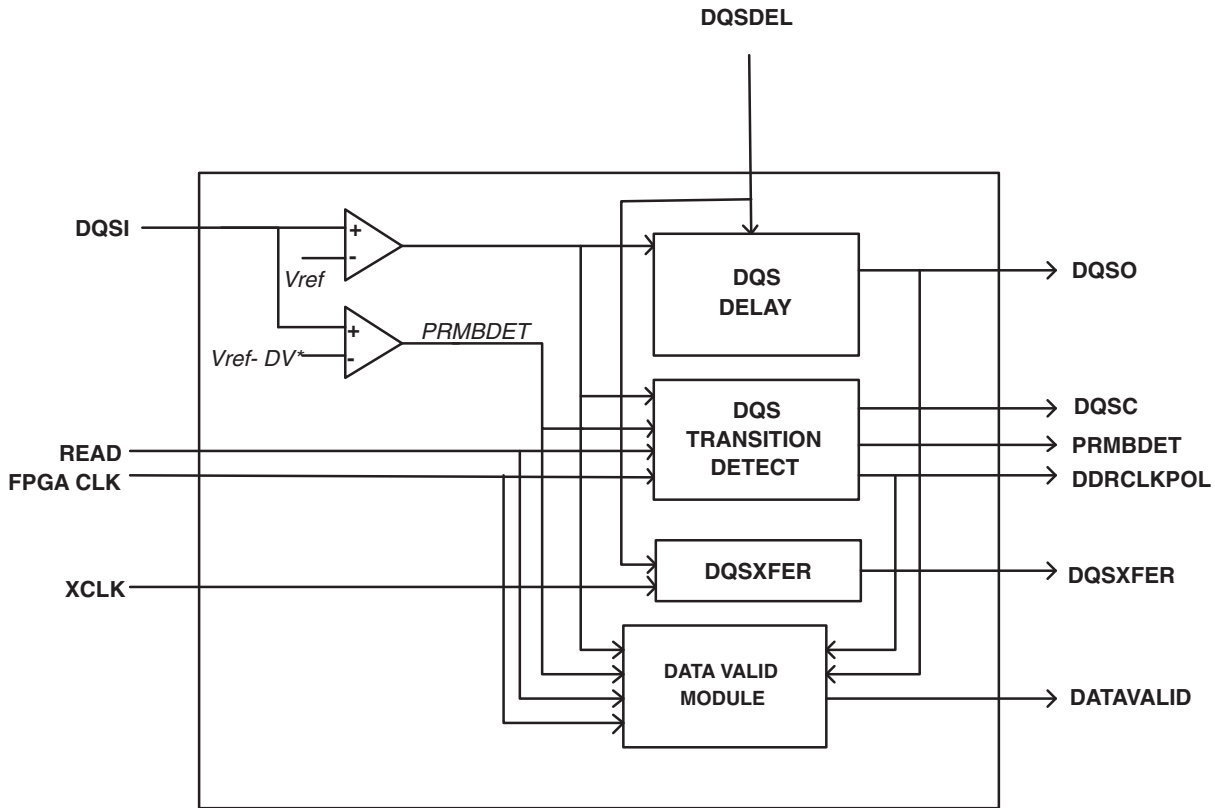 DQSDEL
DQSI
+
-
Vref
DQS
DELAY
DQSO
+
-
Vref- DV*
PRMBDET
DQS
TRANSITION
DETECT
DQSC
PRMBDET
DDRCLKPOL
READ
FPGA CLK
DQSXFER
DQSXFER
XCLK
DATA VALID
MODULE
DATAVALID